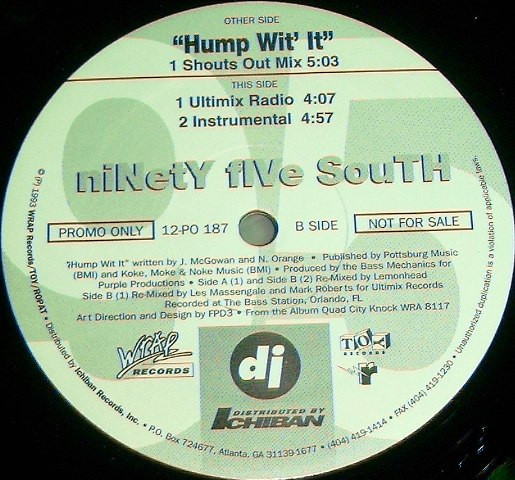 OTHER SIDE
"Hump Wit' It"
1 Shouts Out Mix 5:03
THIS SIDE
1 Ultimix Radio 4:07
2 Instrumental 4:57
niNetY fIVe SouTH
PROMO ONLY 12-PO 187 B SIDE NOT FOR SALE
"Hump Wit It" written by J. McGowan and N. Orange • Published by Pottsburg Music
(BMI) and Koke, Moke & Noke Music (BMI) • Produced by the Bass Mechanics for
Purple Productions • Side A (1) and Side B (2) Re-Mixed by Lemonhead
Side B (1) Re-Mixed by Les Massengale and Mark Roberts for Ultimix Records
Recorded at The Bass Station, Orlando, FL
Art Direction and Design by FPD3 • From the Album Quad City Knock WRA 8117
WRAP
RECORDS
dj
DISTRIBUTED BY
ICHIBAN
TOY
RECORDS
© (P) 1993 WRAP Records/TOY/ROPAT • Distributed by Ichiban Records, Inc. • P.O. Box 724677, Atlanta, GA 31139-1677 • (404) 419-1414 • FAX (404) 419-1230 • Unauthorized duplication is a violation of applicable laws.